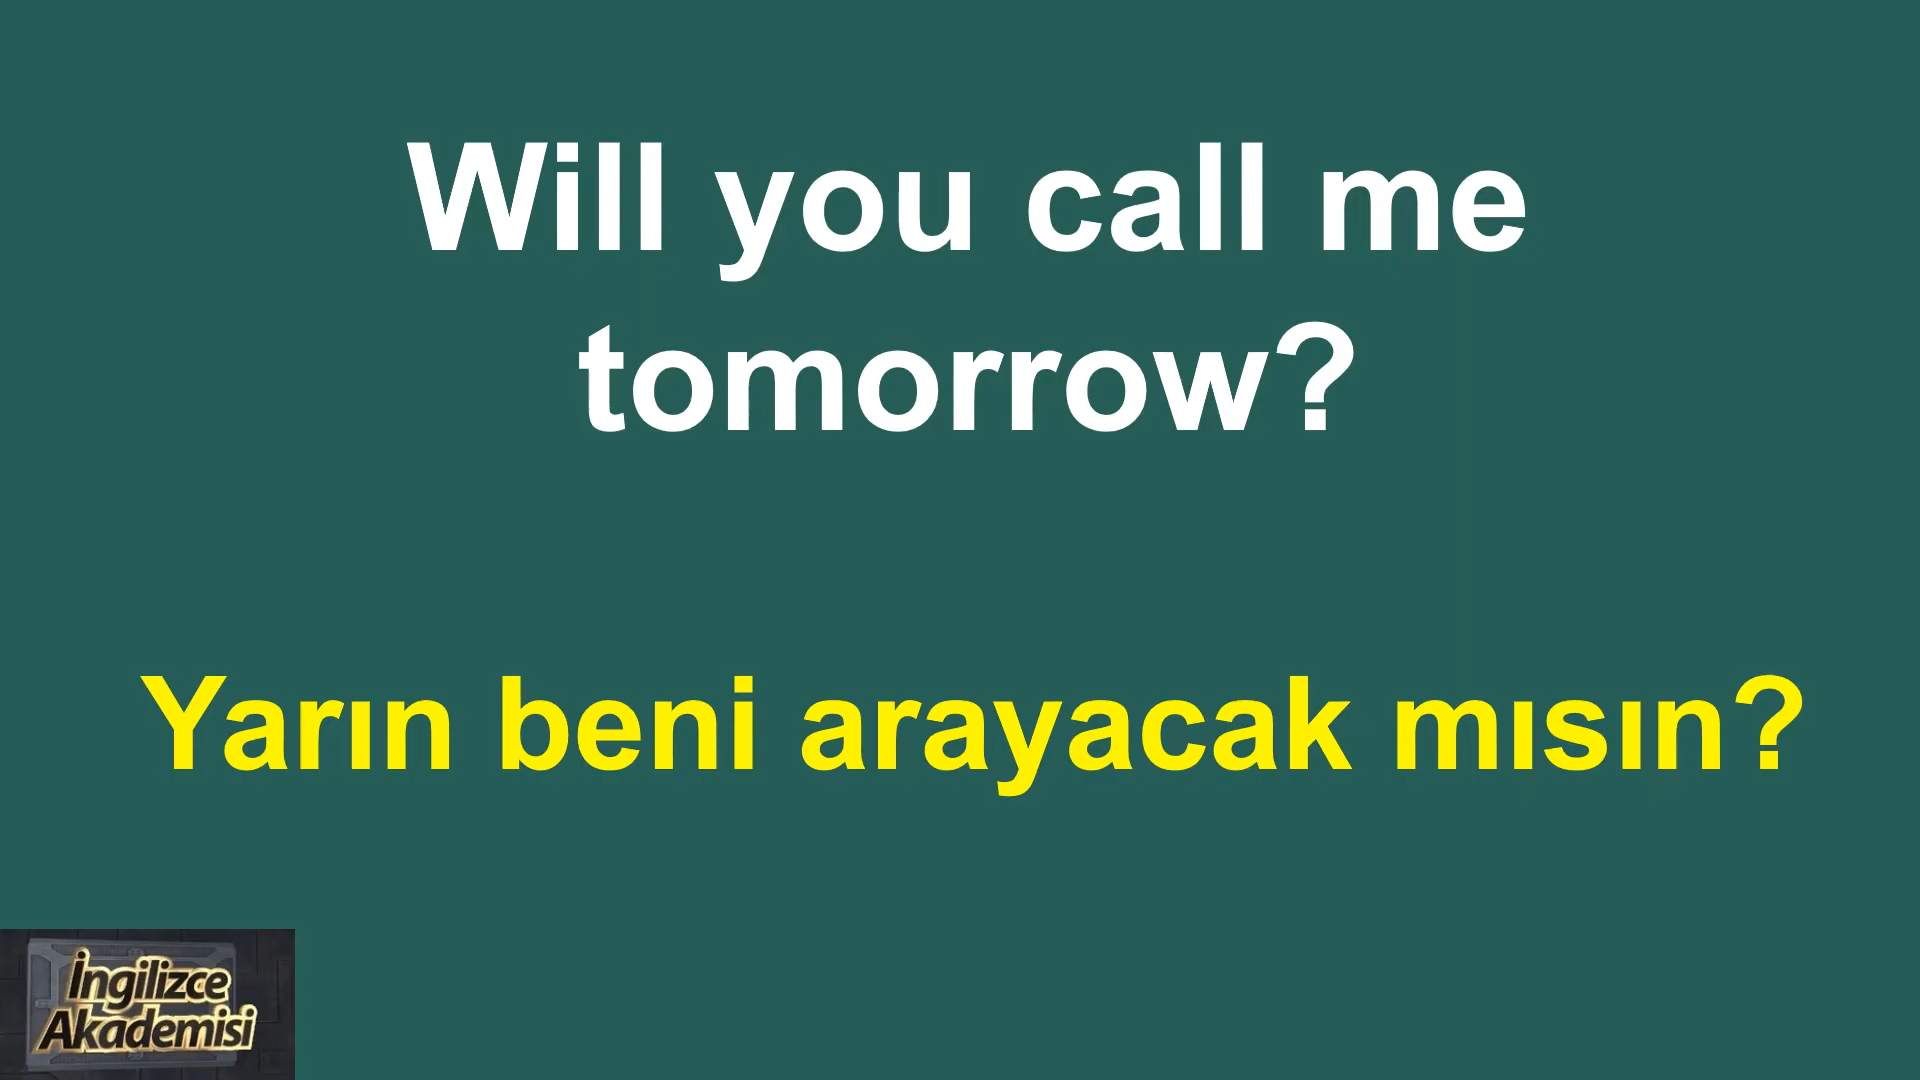 Will you call me
tomorrow?
Yarın beni arayacak mısın?
İngilizce
Akademisi